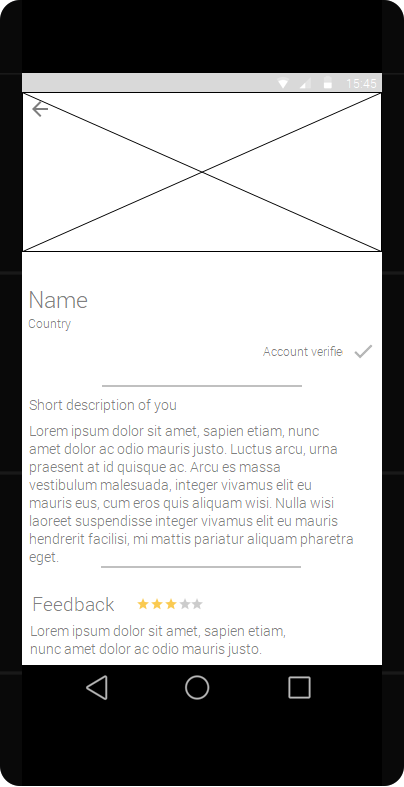 15:45
Name
Country
Account verifie
Short description of you
Lorem ipsum dolor sit amet, sapien etiam, nunc
amet dolor ac odio mauris justo. Luctus arcu, urna
praesent at id quisque ac. Arcu es massa
vestibulum malesuada, integer vivamus elit eu
mauris eus, cum eros quis aliquam wisi. Nulla wisi
laoreet suspendisse integer vivamus elit eu mauris
hendrerit facilisi, mi mattis pariatur aliquam pharetra
eget.
Feedback
Lorem ipsum dolor sit amet, sapien etiam,
nunc amet dolor ac odio mauris justo.